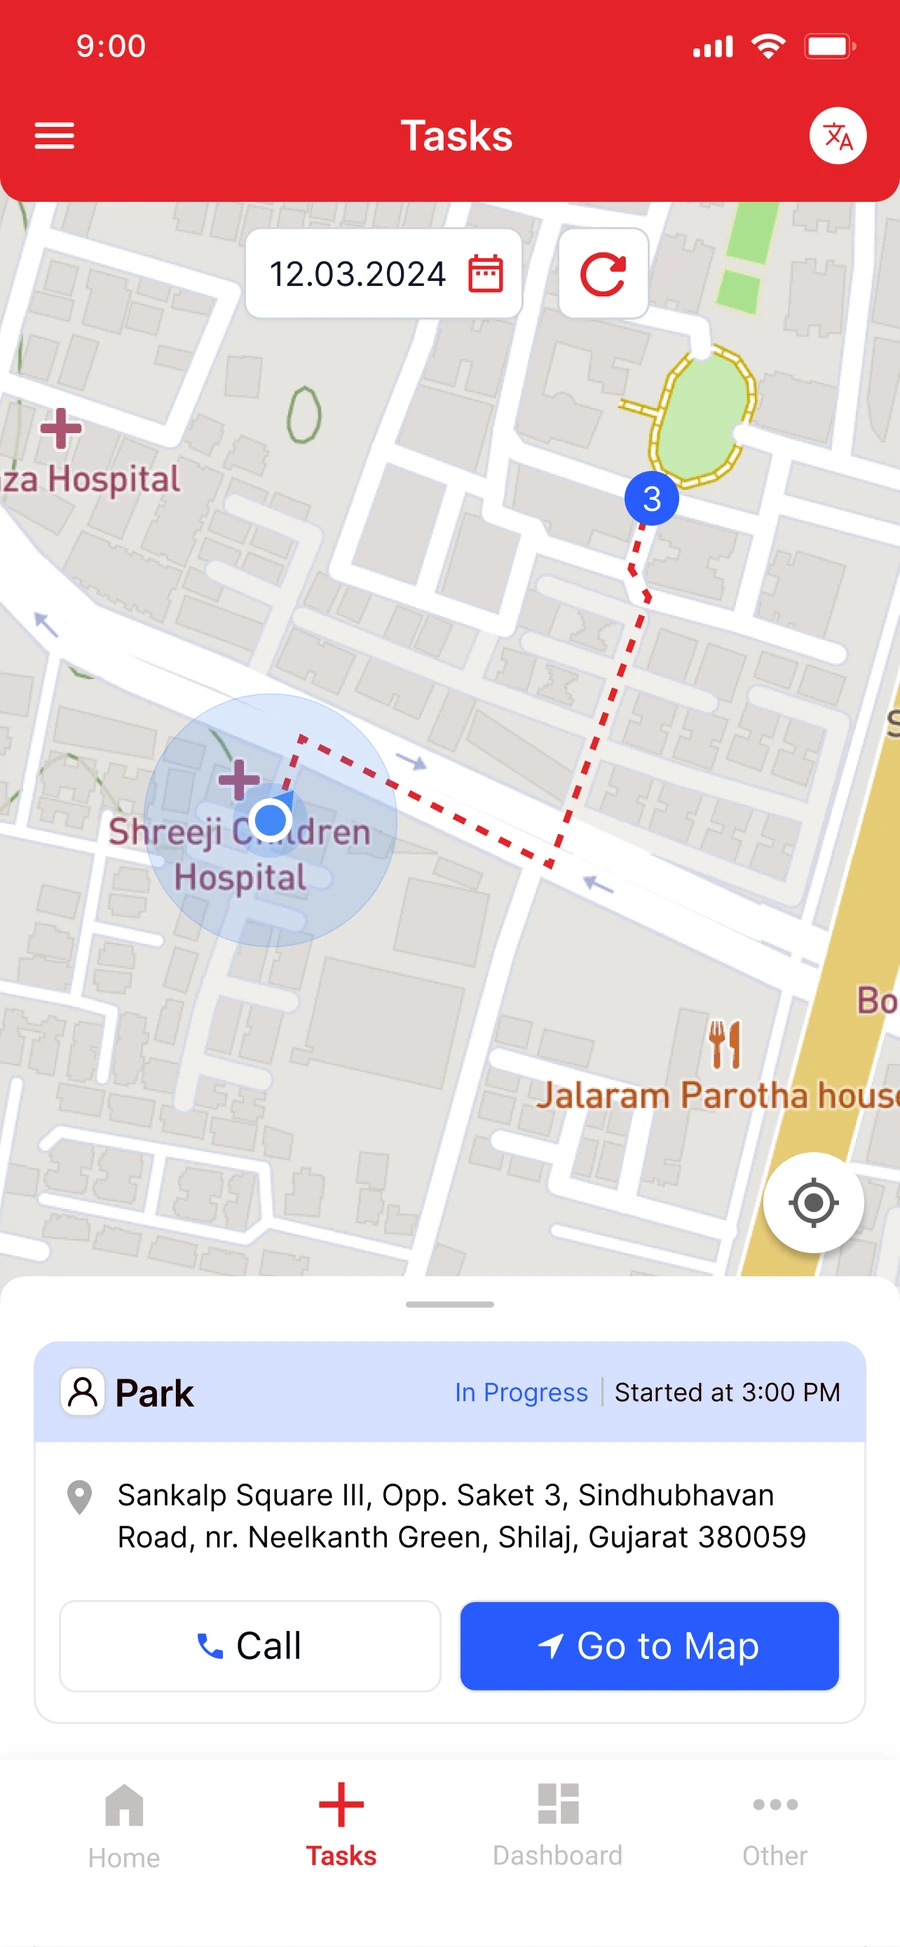 9:00
Tasks
12.03.2024
Hospital
3
Shreeji Children
Hospital
Jalaram Parotha house
Park
In Progress
Started at 3:00 PM
Sankalp Square III, Opp. Saket 3, Sindhubhavan
Road, nr. Neelkanth Green, Shilaj, Gujarat 380059
Call
Go to Map
Home
Tasks
Dashboard
Other